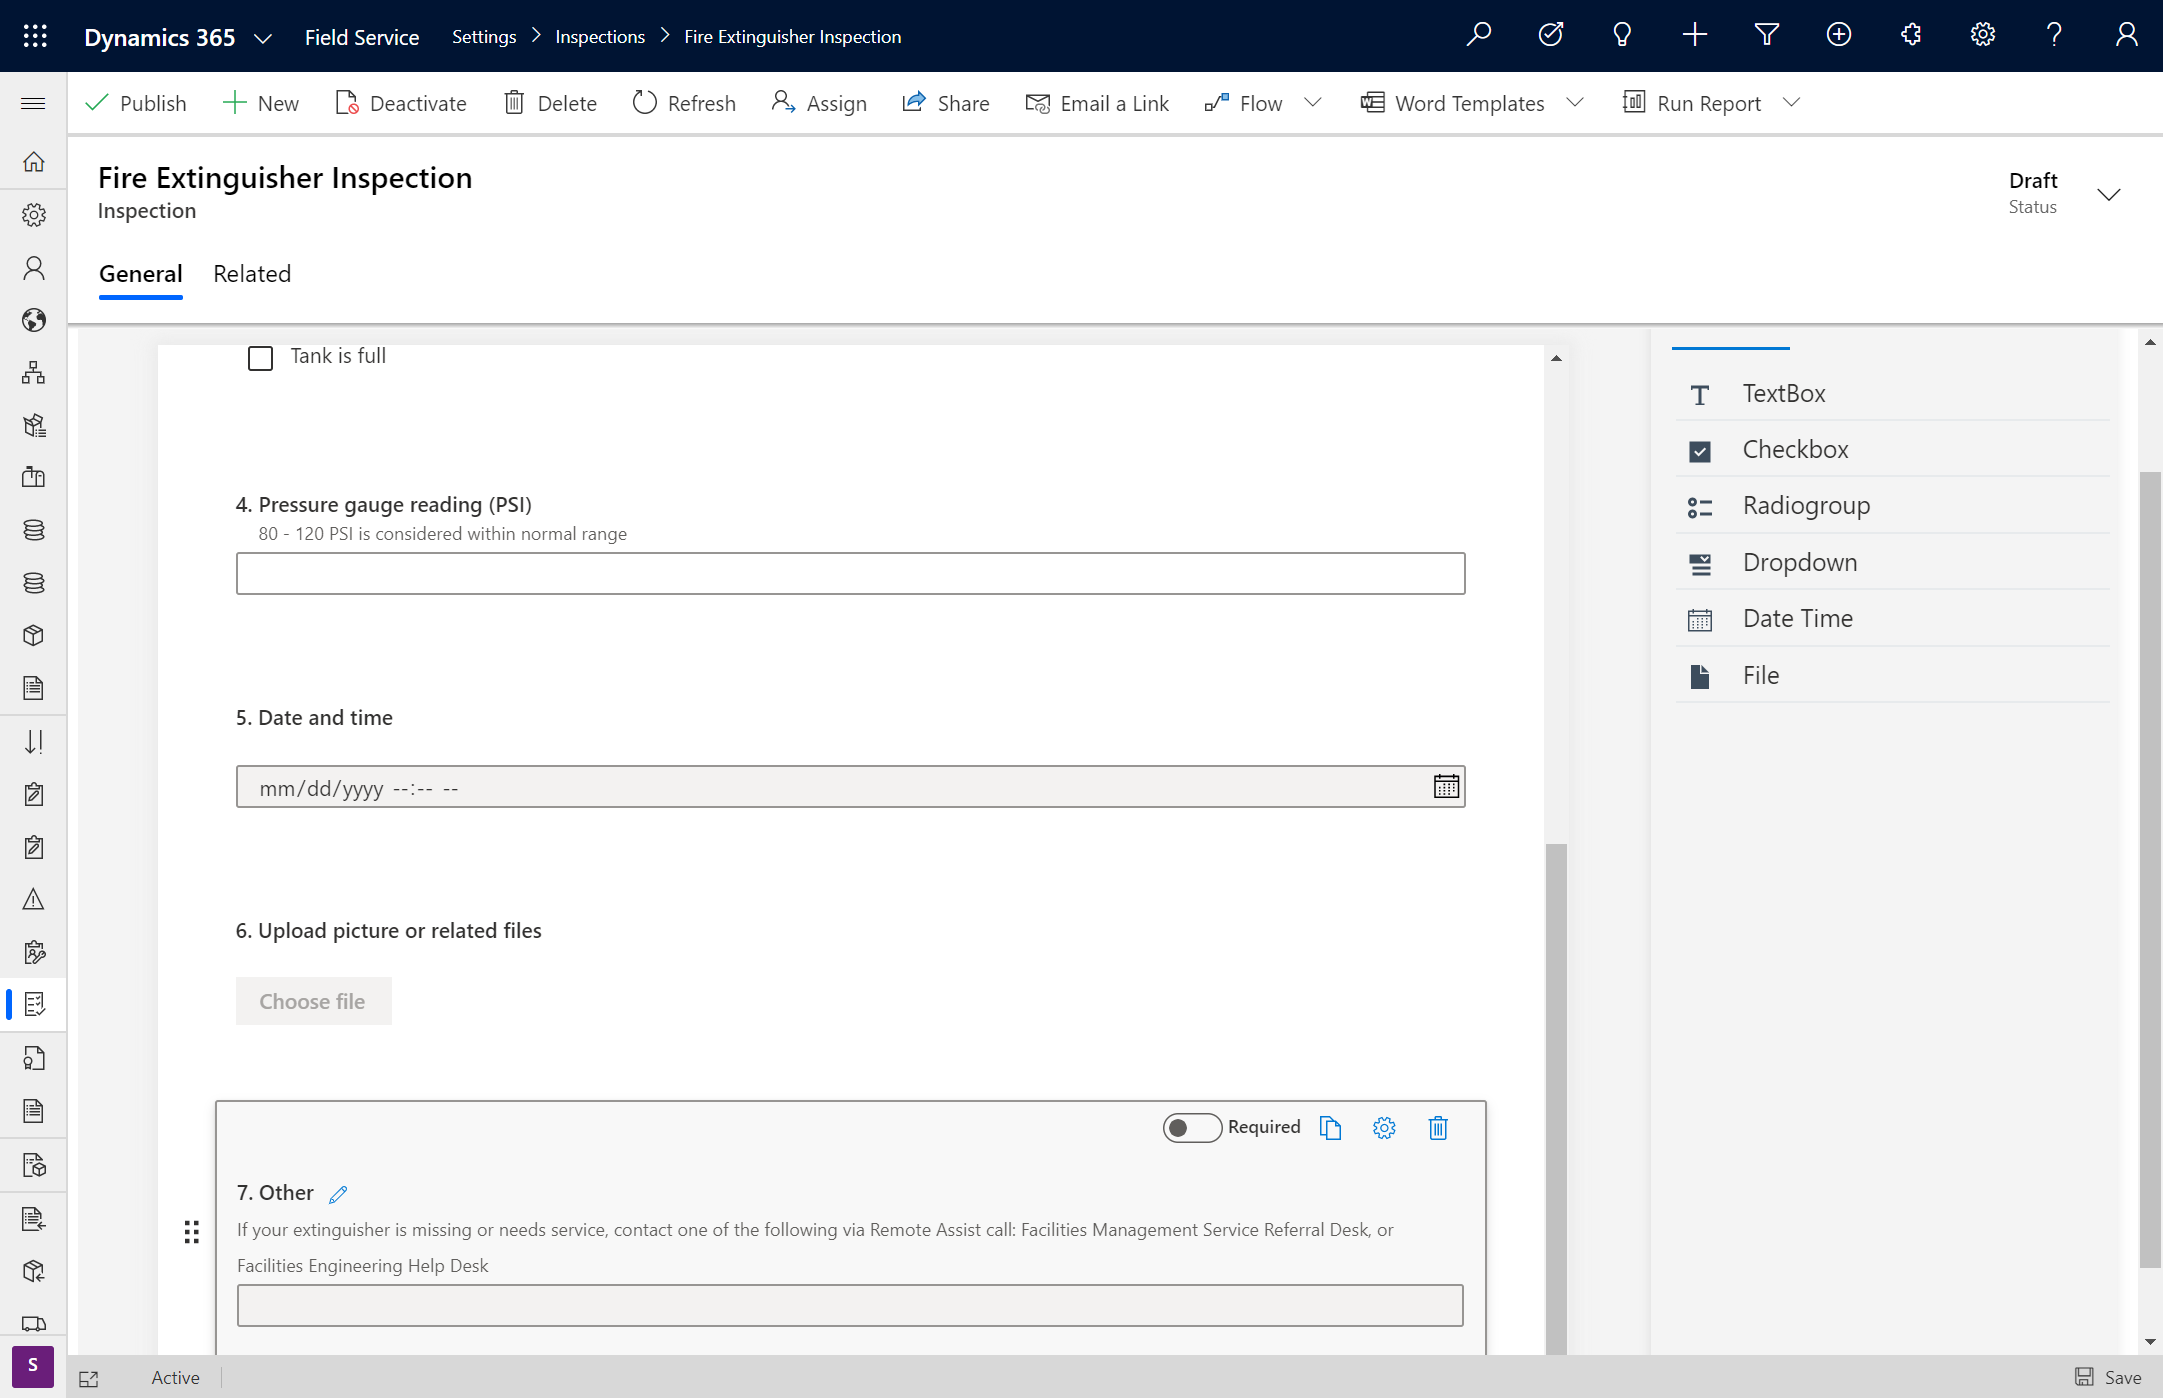 Dynamics 365
Field Service
Settings > Inspections > Fire Extinguisher Inspection
Publish
New
Deactivate
Delete
Refresh
Assign
Share
Email a Link
Flow
Word Templates
Run Report
Fire Extinguisher Inspection
Inspection
Draft
Status
General
Related
Tank is full
4. Pressure gauge reading (PSI)
80 - 120 PSI is considered within normal range
5. Date and time
mm/dd/yyyy --:-- --
6. Upload picture or related files
Choose file
Required
7. Other
If your extinguisher is missing or needs service, contact one of the following via Remote Assist call: Facilities Management Service Referral Desk, or
Facilities Engineering Help Desk
TextBox
Checkbox
Radiogroup
Dropdown
Date Time
File
S
Active
Save